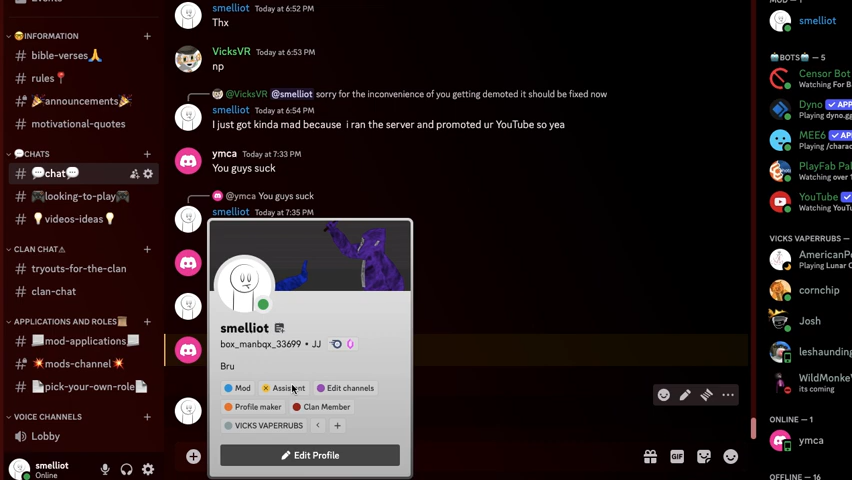 Events
smelliot Today at 6:52 PM
Thx
VicksVR Today at 6:53 PM
np
@VicksVR @smelliot sorry for the inconvenience of you getting demoted it should be fixed now
smelliot Today at 6:54 PM
I just got kinda mad because i ran the server and promoted ur YouTube so yea
ymca Today at 7:33 PM
You guys suck
@ymca You guys suck
smelliot Today at 7:35 PM
INFORMATION
# bible-verses
# rules
# announcements
# motivational-quotes
CHATS
# chat
# looking-to-play
# videos-ideas
CLAN CHAT
# tryouts-for-the-clan
# clan-chat
APPLICATIONS AND ROLES
# mod-applications
# mods-channel
# pick-your-own-role
VOICE CHANNELS
Lobby
smelliot
Online
smelliot
box_manbqx_33699 • JJ
Bru
Mod Assistent Edit channels
Profile maker Clan Member
VICKS VAPERRUBS < +
Edit Profile
GIF
MOD — 1
smelliot
BOTS — 5
Censor Bot
Watching For B
Dyno APP
Playing dyno.gg
MEE6 AP
Playing /charac
PlayFab Pa
Watching over 1
YouTube
Watching YouT
VICKS VAPERRUBS
AmericanPo
Playing Lunar C
cornchip
Josh
leshaunding
WildMonke
its coming
ONLINE — 1
ymca
OFFLINE — 16